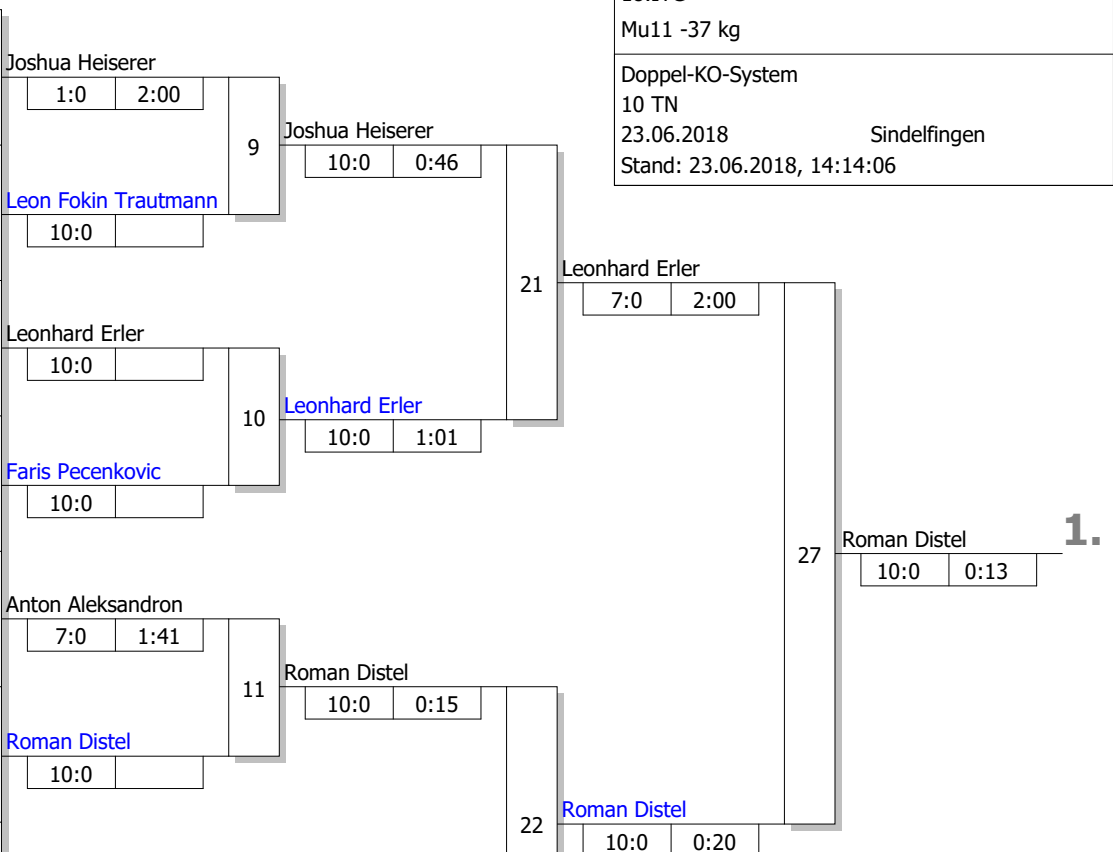 Mu11 -37 kg
Doppel-KO-System
10 TN
23.06.2018 Sindelfingen
Stand: 23.06.2018, 14:14:06
Joshua Heiserer
1:0 2:00
9
Leon Fokin Trautmann
10:0
Joshua Heiserer
10:0 0:46
21
Leonhard Erler
10:0
10
Faris Pecenkovic
10:0
Leonhard Erler
10:0 1:01
Leonhard Erler
7:0 2:00
27
Anton Aleksandron
7:0 1:41
11
Roman Distel
10:0
Roman Distel
10:0 0:15
22
Roman Distel
10:0 0:20
Roman Distel
10:0 0:13
1.